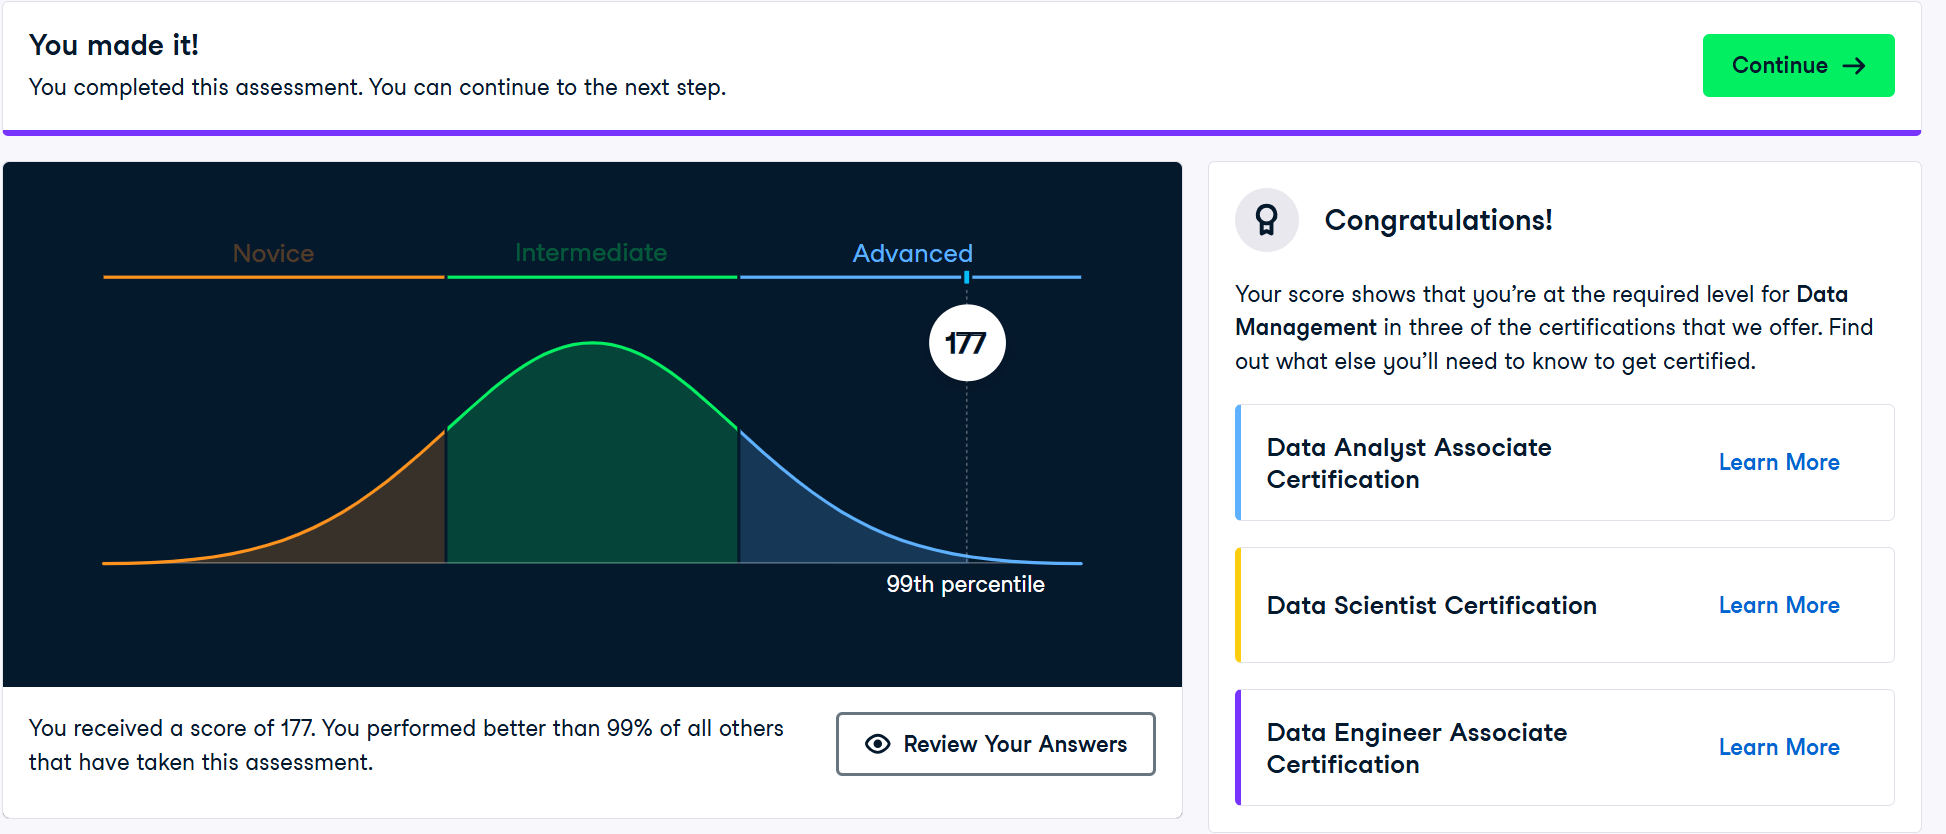 You made it!
You completed this assessment. You can continue to the next step.
Continue
Novice
Intermediate
Advanced
177
99th percentile
You received a score of 177. You performed better than 99% of all others
that have taken this assessment.
Review Your Answers
Congratulations!
Your score shows that you’re at the required level for Data
Management in three of the certifications that we offer. Find
out what else you’ll need to know to get certified.
Data Analyst Associate
Certification
Learn More
Data Scientist Certification
Learn More
Data Engineer Associate
Certification
Learn More